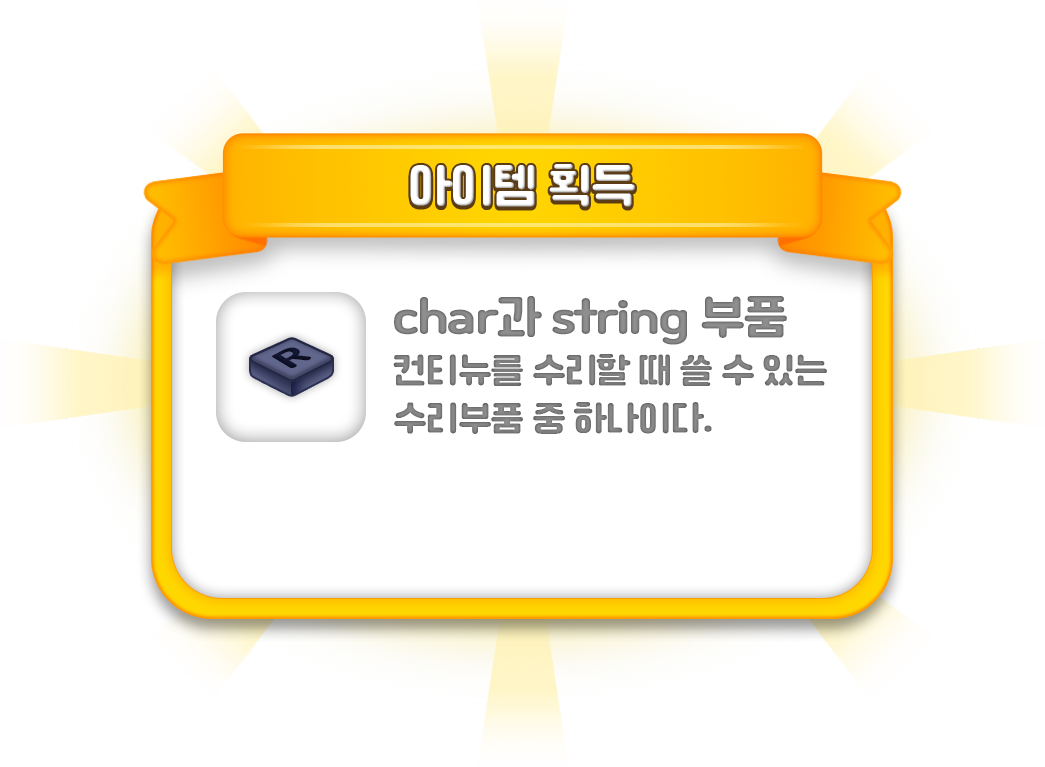 아이템 획득
R
char과 string 부품
컨티뉴를 수리할 때 쓸 수 있는
수리부품 중 하나이다.